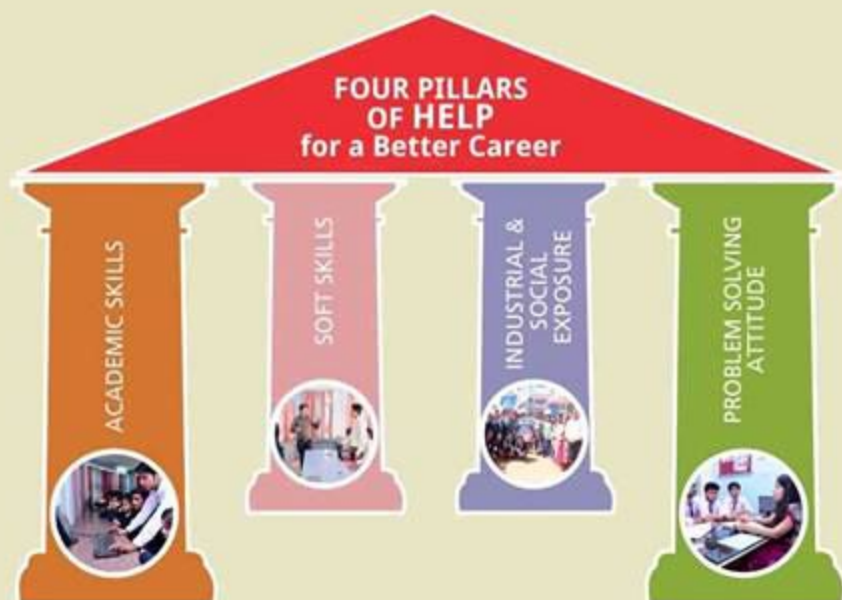 FOUR PILLARS
OF HELP
for a Better Career
ACADEMIC SKILLS
SOFT SKILLS
INDUSTRIAL &
SOCIAL
EXPOSURE
PROBLEM SOLVING
ATTITUDE